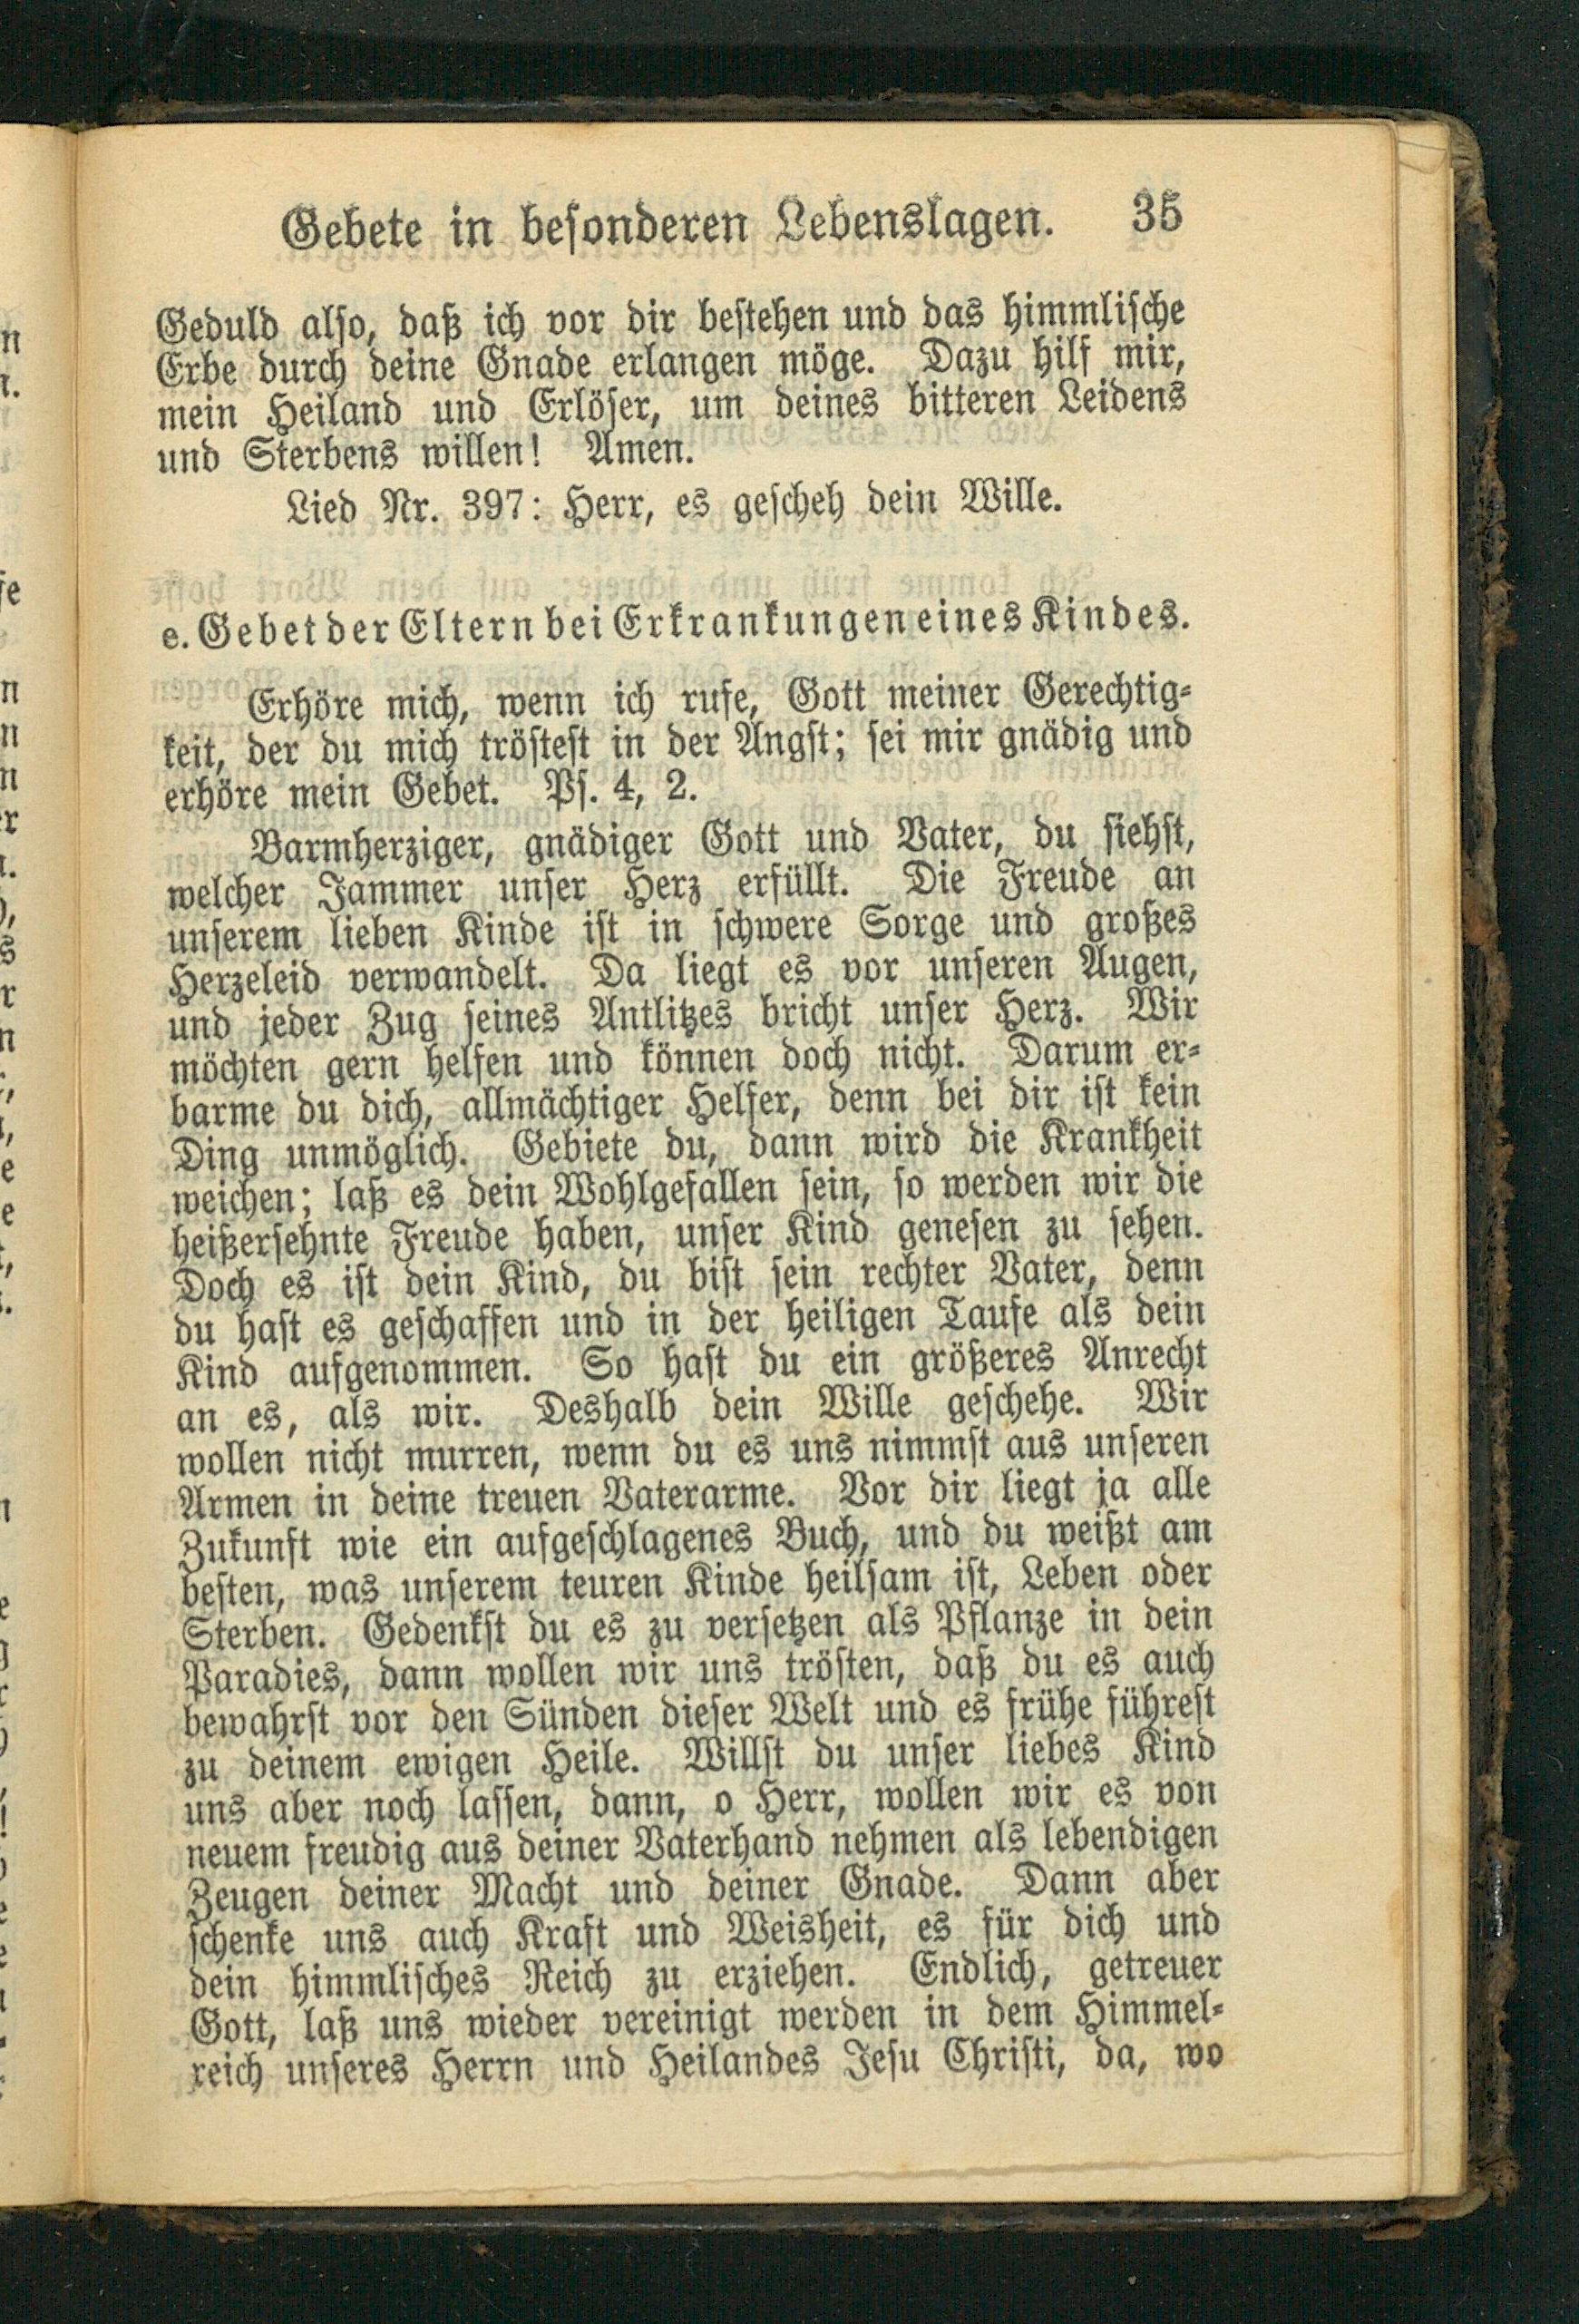 Gebete in besonderen Lebenslagen. 35
Geduld also, daß ich vor dir bestehen und das himmlische
Erbe durch deine Gnade erlangen möge. Dazu hilf mir,
mein Heiland und Erlöser, um deines bitteren Leidens
und Sterbens willen! Amen.
Lied Nr. 397: Herr, es gescheh dein Wille.
e. Gebet der Eltern bei Erkrankungen eines Kindes.
Erhöre mich, wenn ich rufe, Gott meiner Gerechtig-
keit, der du mich tröstest in der Angst; sei mir gnädig und
erhöre mein Gebet. Ps. 4, 2.
Barmherziger, gnädiger Gott und Vater, du siehst,
welcher Jammer unser Herz erfüllt. Die Freude an
unserem lieben Kinde ist in schwere Sorge und großes
Herzeleid verwandelt. Da liegt es vor unseren Augen,
und jeder Zug seines Antlitzes bricht unser Herz. Wir
möchten gern helfen und können doch nicht. Darum er-
barme du dich, allmächtiger Helfer, denn bei dir ist kein
Ding unmöglich. Gebiete du, dann wird die Krankheit
weichen; laß es dein Wohlgefallen sein, so werden wir die
heißersehnte Freude haben, unser Kind genesen zu sehen.
Doch es ist dein Kind, du bist sein rechter Vater, denn
du hast es geschaffen und in der heiligen Taufe als dein
Kind aufgenommen. So hast du ein größeres Anrecht
an es, als wir. Deshalb dein Wille geschehe. Wir
wollen nicht murren, wenn du es uns nimmst aus unseren
Armen in deine treuen Vaterarme. Vor dir liegt ja alle
Zukunft wie ein aufgeschlagenes Buch, und du weißt am
besten, was unserem teuren Kinde heilsam ist, Leben oder
Sterben. Gedenkst du es zu versetzen als Pflanze in dein
Paradies, dann wollen wir uns trösten, daß du es auch
bewahrst vor den Sünden dieser Welt und es frühe führest
zu deinem ewigen Heile. Willst du unser liebes Kind
uns aber noch lassen, dann, o Herr, wollen wir es von
neuem freudig aus deiner Vaterhand nehmen als lebendigen
Zeugen deiner Macht und deiner Gnade. Dann aber
schenke uns auch Kraft und Weisheit, es für dich und
dein himmlisches Reich zu erziehen. Endlich, getreuer
Gott, laß uns wieder vereinigt werden in dem Himmel-
reich unseres Herrn und Heilandes Jesu Christi, da, wo